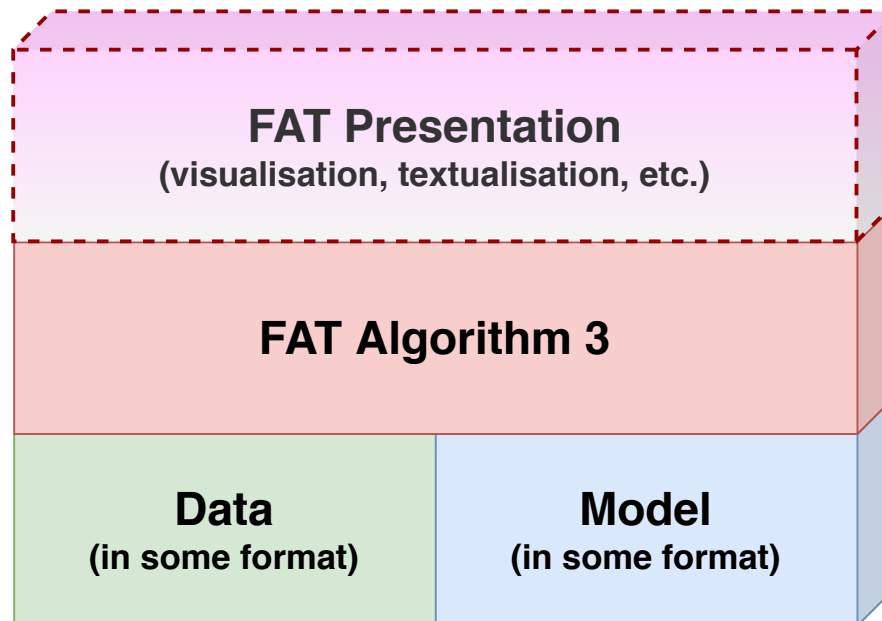 FAT Presentation
(visualisation, textualisation, etc.)
FAT Algorithm 3
Data
(in some format)
Model
(in some format)